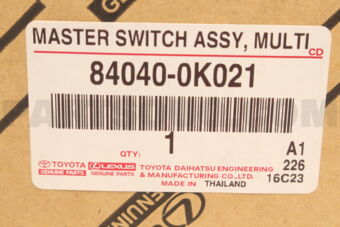 MASTER SWITCH ASSY, MULTI
CD
84040-0K021
QTY: 1
A1
TOYOTA GENUINE PARTS
LEXUS GENUINE PARTS
TOYOTA DAIHATSU ENGINEERING & MANUFACTURING CO.,LTD.
226
MADE IN THAILAND
16C23
GENUINE